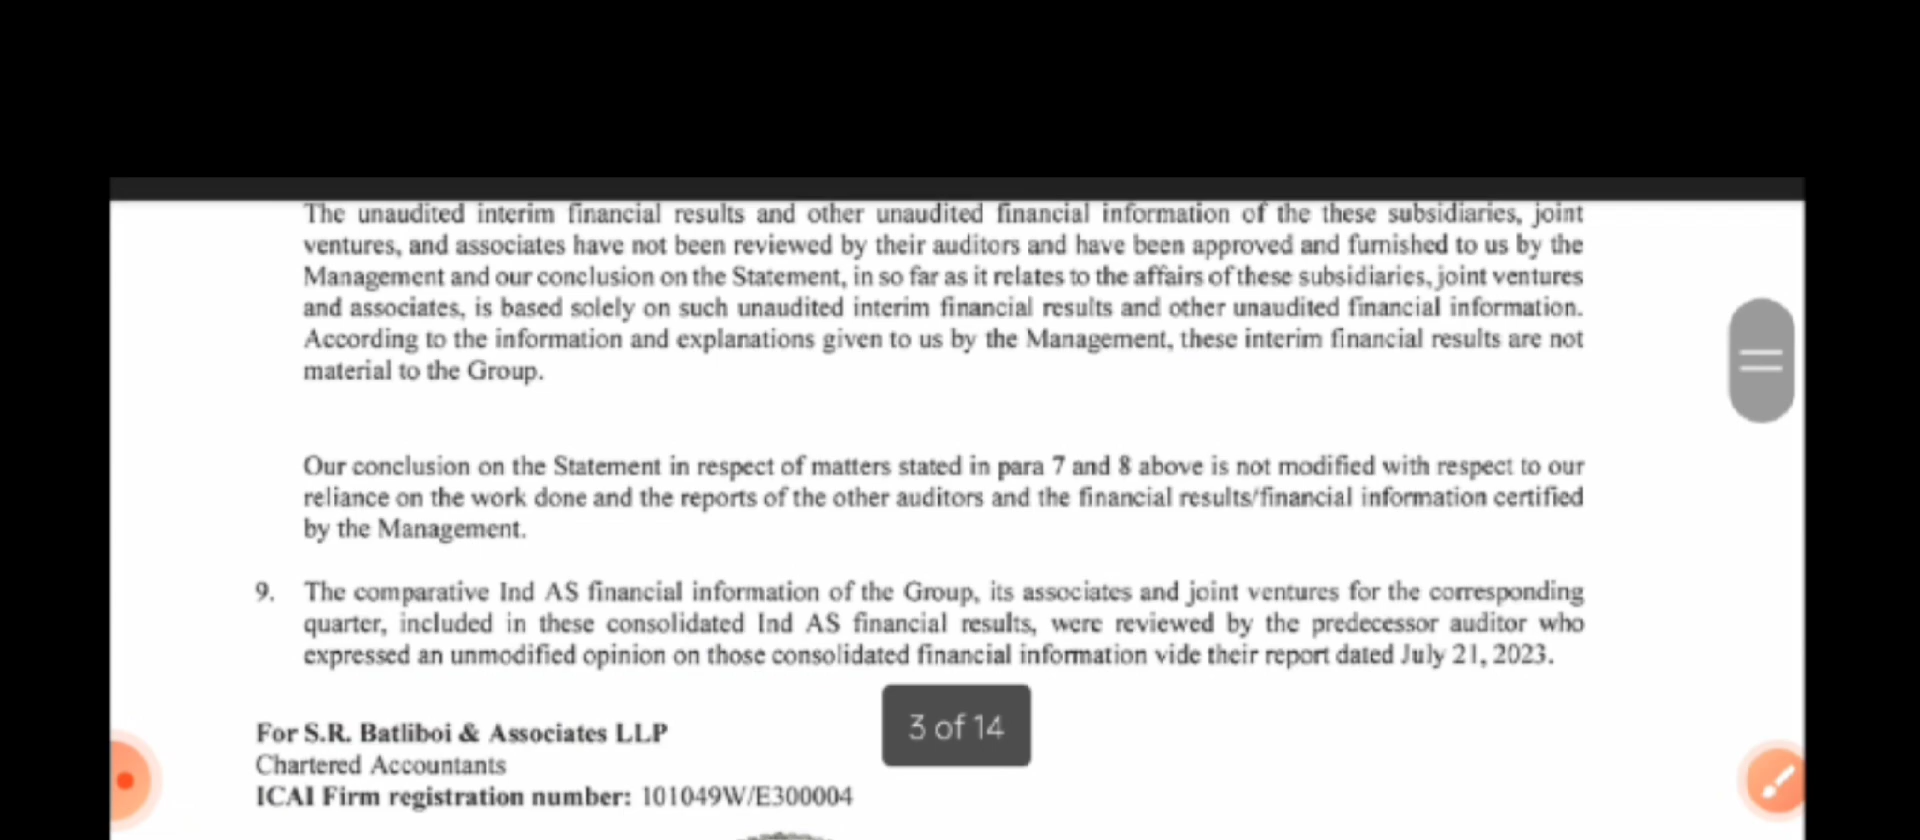 The unaudited interim financial results and other unaudited financial information of the these subsidiaries, joint
ventures, and associates have not been reviewed by their auditors and have been approved and furnished to us by the
Management and our conclusion on the Statement, in so far as it relates to the affairs of these subsidiaries, joint ventures
and associates, is based solely on such unaudited interim financial results and other unaudited financial information.
According to the information and explanations given to us by the Management, these interim financial results are not
material to the Group.
Our conclusion on the Statement in respect of matters stated in para 7 and 8 above is not modified with respect to our
reliance on the work done and the reports of the other auditors and the financial results/financial information certified
by the Management.
9. The comparative Ind AS financial information of the Group, its associates and joint ventures for the corresponding
quarter, included in these consolidated Ind AS financial results, were reviewed by the predecessor auditor who
expressed an unmodified opinion on those consolidated financial information vide their report dated July 21, 2023.
For S.R. Batliboi & Associates LLP
Chartered Accountants
ICAI Firm registration number: 101049W/E300004
3 of 14